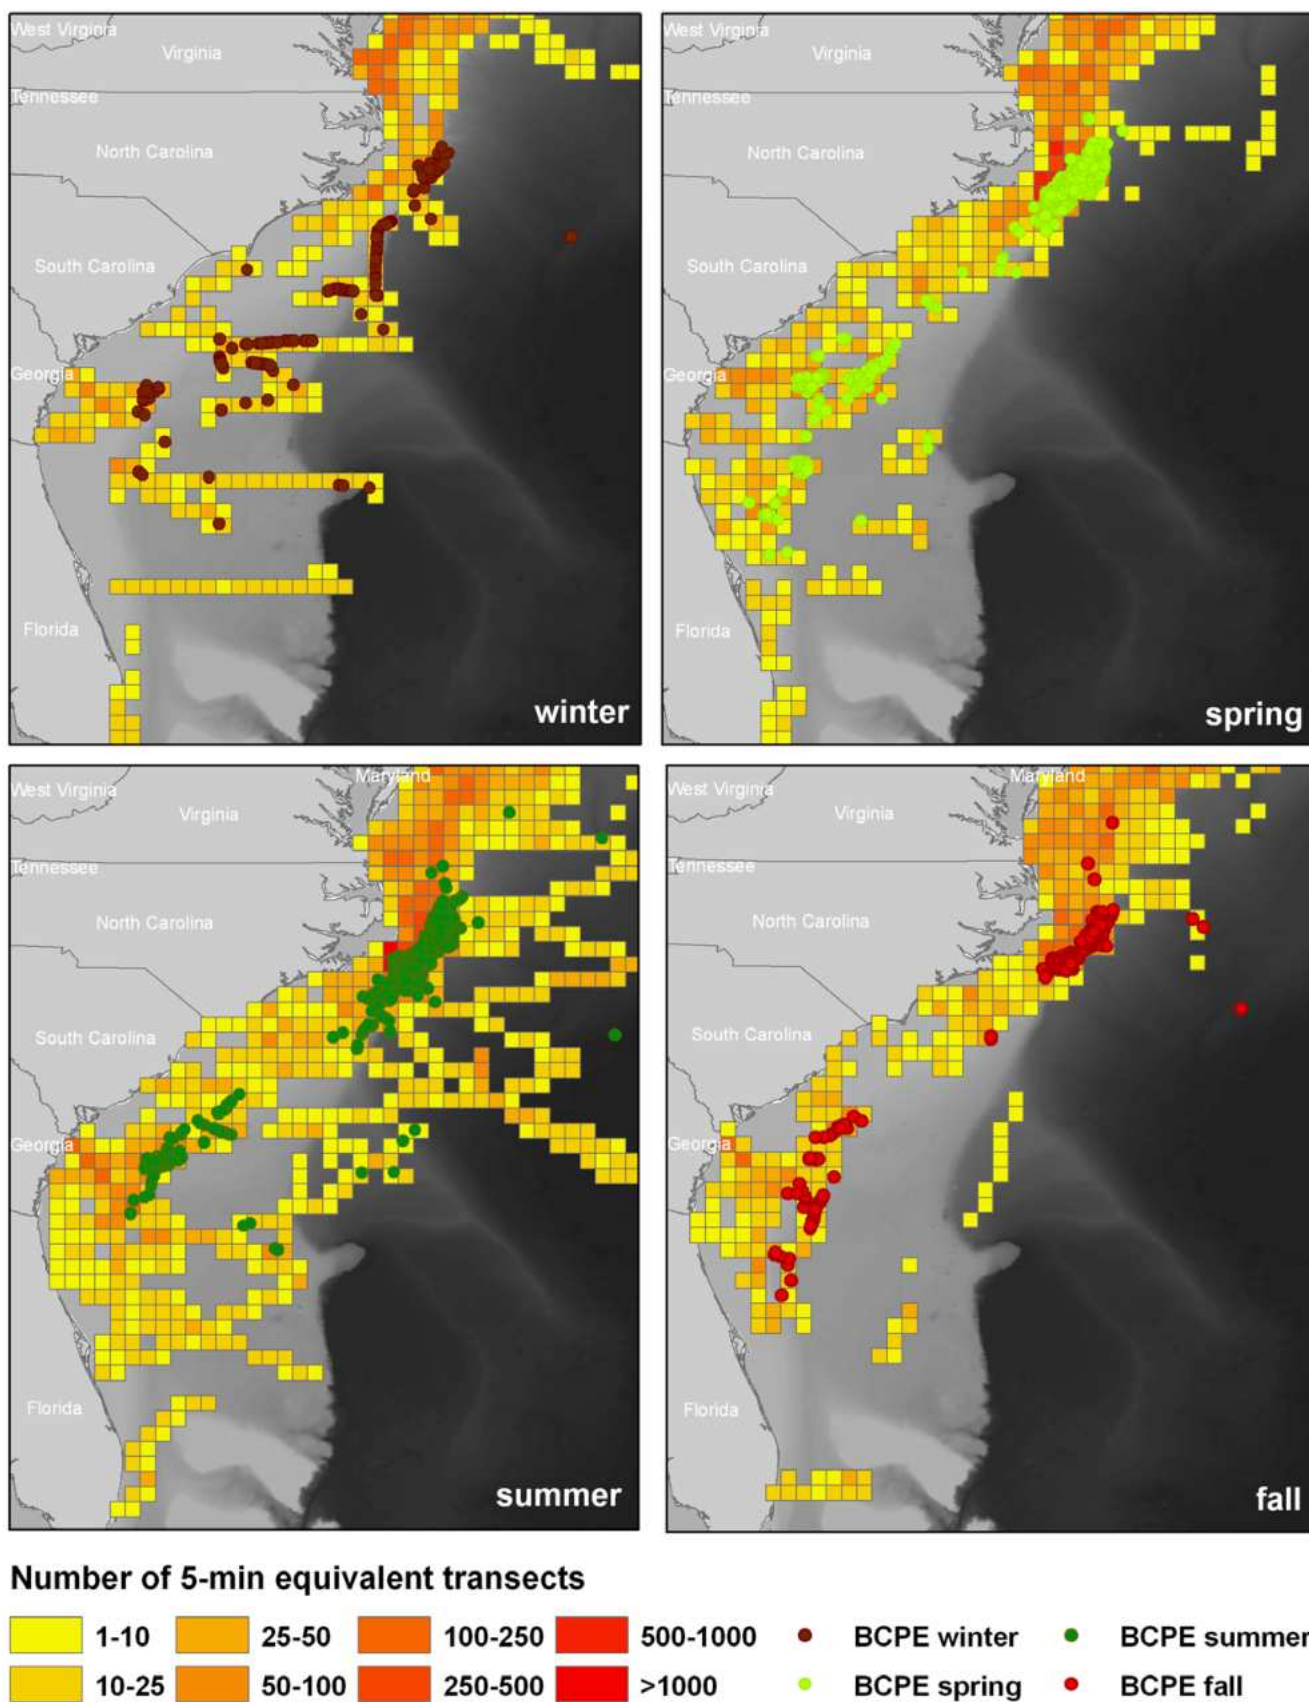 West Virginia
Virginia
Tennessee
North Carolina
South Carolina
Georgia
Florida
winter
West Virginia
Virginia
Tennessee
North Carolina
South Carolina
Georgia
Florida
spring
Maryland
West Virginia
Virginia
Tennessee
North Carolina
South Carolina
Georgia
Florida
summer
Maryland
West Virginia
Virginia
Tennessee
North Carolina
South Carolina
Georgia
Florida
fall
Number of 5-min equivalent transects
1-10 25-50 100-250 500-1000 BCPE winter BCPE summer
10-25 50-100 250-500 >1000 BCPE spring BCPE fall